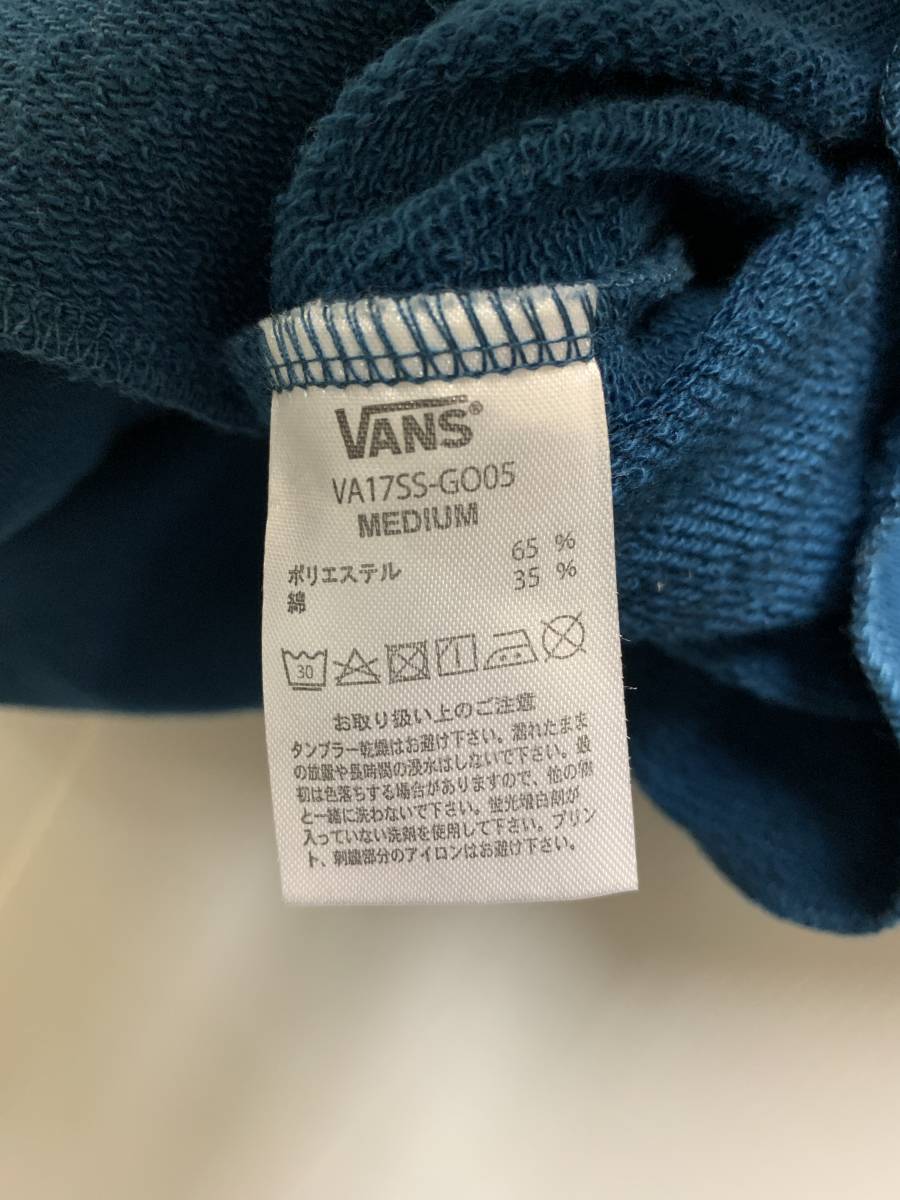 VANS®
VA17SS-GO05
MEDIUM
ポリエステル 65 %
綿 35 %
30
お取り扱い上のご注意
タンブラー乾燥はお避け下さい。濡れたまま
の放置や長時間の浸水はしないで下さい。最
初は色落ちする場合がありますので、他の物
と一緒に洗わないで下さい。蛍光増白剤が
入っていない洗剤を使用して下さい。プリン
ト、刺繍部分のアイロンはお避け下さい。